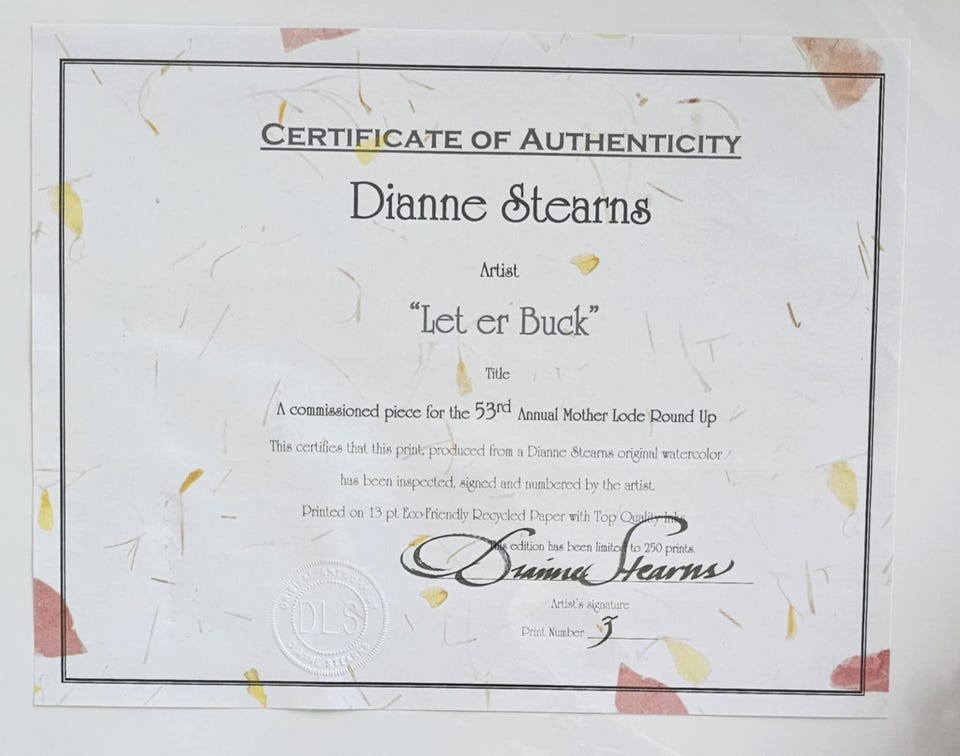 CERTIFICATE OF AUTHENTICITY
Dianne Stearns
Artist
“Let er Buck”
Title
A commissioned piece for the 53rd Annual Mother Lode Round Up
This certifies that this print, produced from a Dianne Stearns original watercolor
has been inspected, signed and numbered by the artist.
Printed on 13 pt. Eco-Friendly Recycled Paper with Top Quality Inks
This edition has been limited to 250 prints.
Dianne Stearns
Artist's signature
Print Number 3
DLS
DIANNE STEARNS